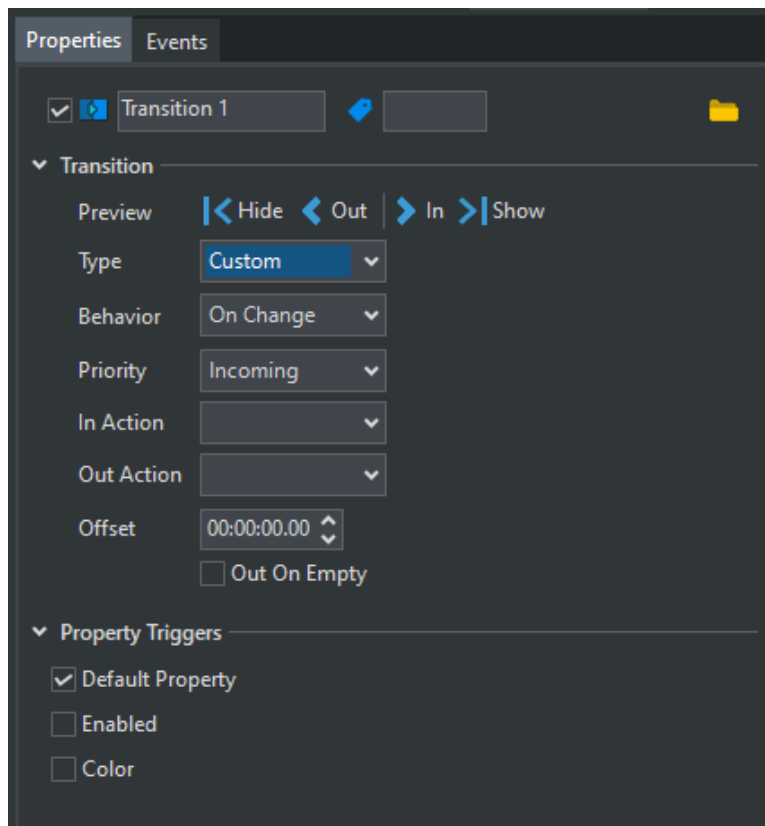 Properties Events
Transition 1
Transition
Preview Hide Out In Show
Type Custom
Behavior On Change
Priority Incoming
In Action
Out Action
Offset 00:00:00.00
Out On Empty
Property Triggers
Default Property
Enabled
Color